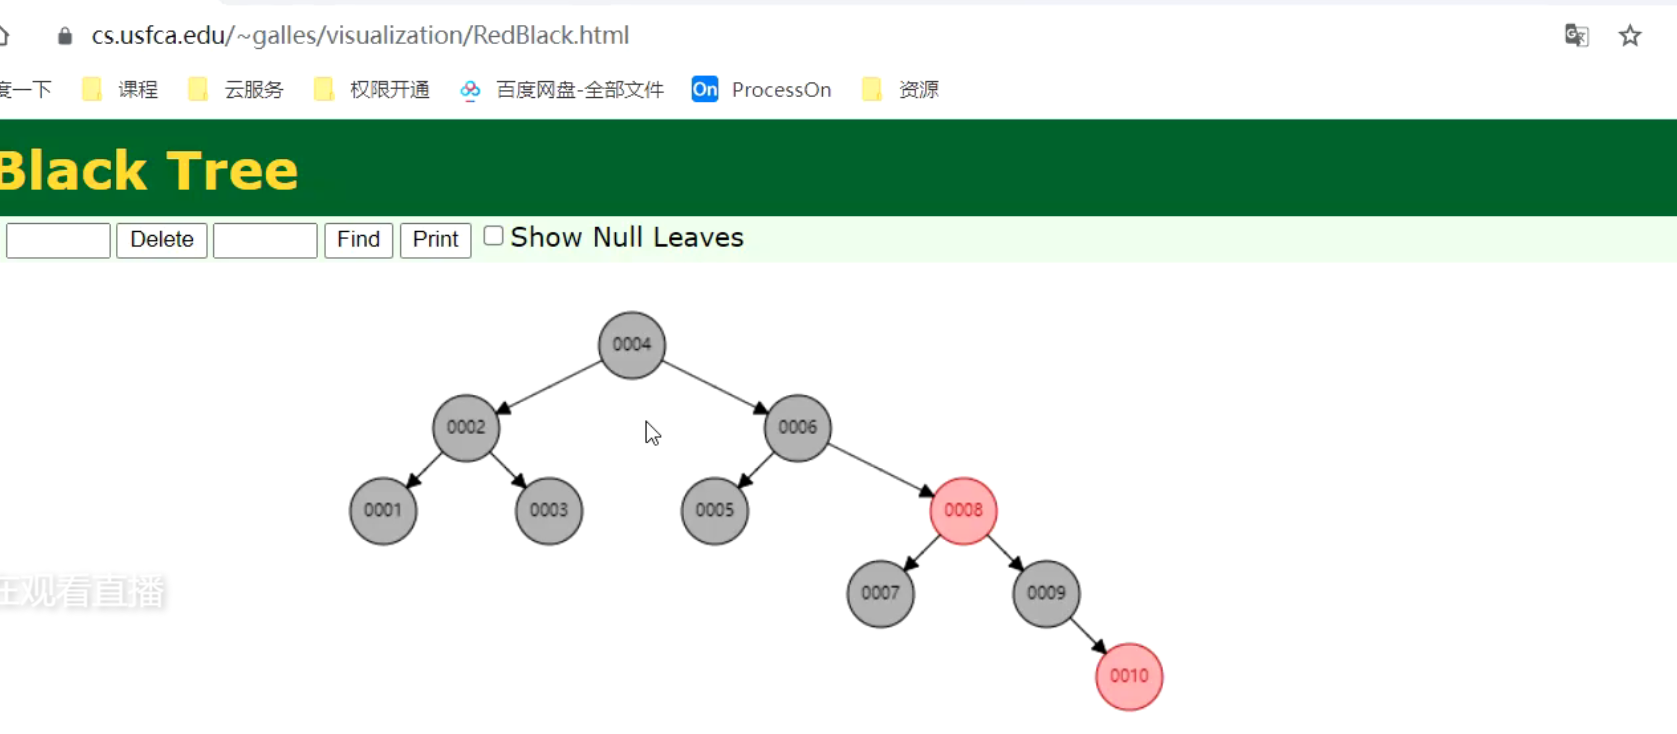 cs.usfca.edu/~galles/visualization/RedBlack.html
度一下 课程 云服务 权限开通 百度网盘-全部文件 On ProcessOn 资源
Black Tree
Delete Find Print Show Null Leaves
0004
0002 0006
0001 0003 0005 0008
0007 0009
在观看直播
0010